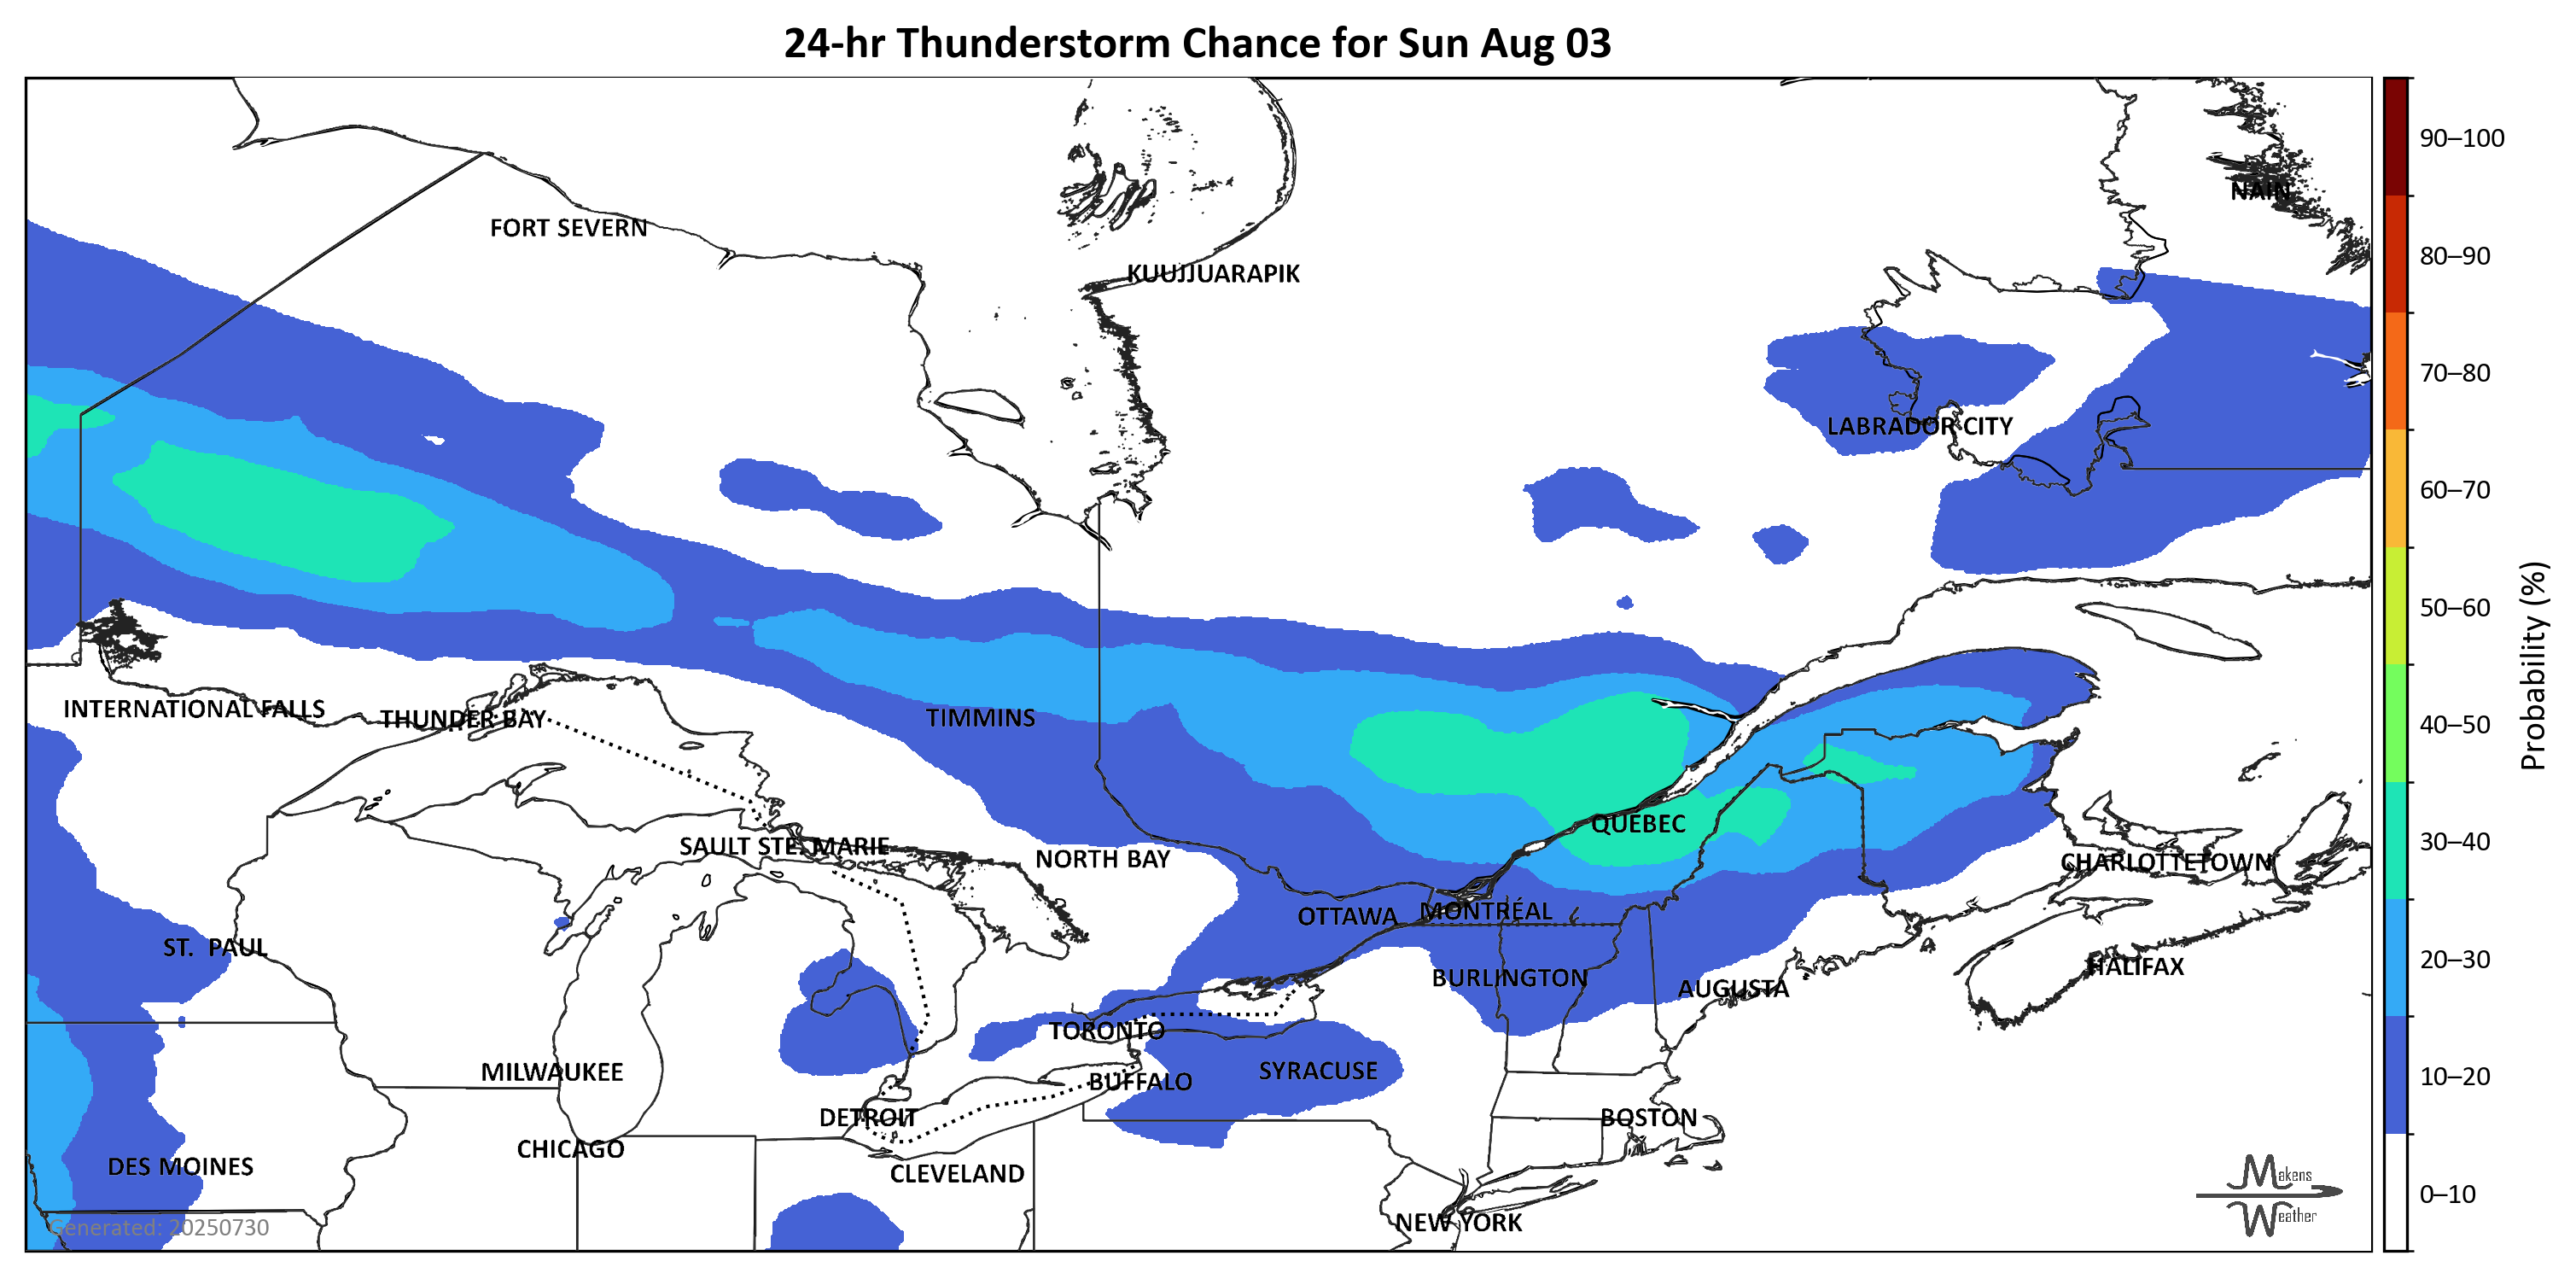 24-hr Thunderstorm Chance for Sun Aug 03
90–100
NAIN
FORT SEVERN
80–90
KUUJJUARAPIK
70–80
LABRADOR CITY
60–70
50–60
INTERNATIONAL FALLS
THUNDER BAY
TIMMINS
40–50
Probability (%)
QUEBEC
SAULT STE. MARIE
NORTH BAY
30–40
CHARLOTTETOWN
OTTAWA
MONTRÉAL
ST. PAUL
BURLINGTON
AUGUSTA
HALIFAX
20–30
TORONTO
MILWAUKEE
BUFFALO
SYRACUSE
10–20
DETROIT
BOSTON
CHICAGO
DES MOINES
CLEVELAND
Makens
Weather
0–10
NEW YORK
Generated: 20250730